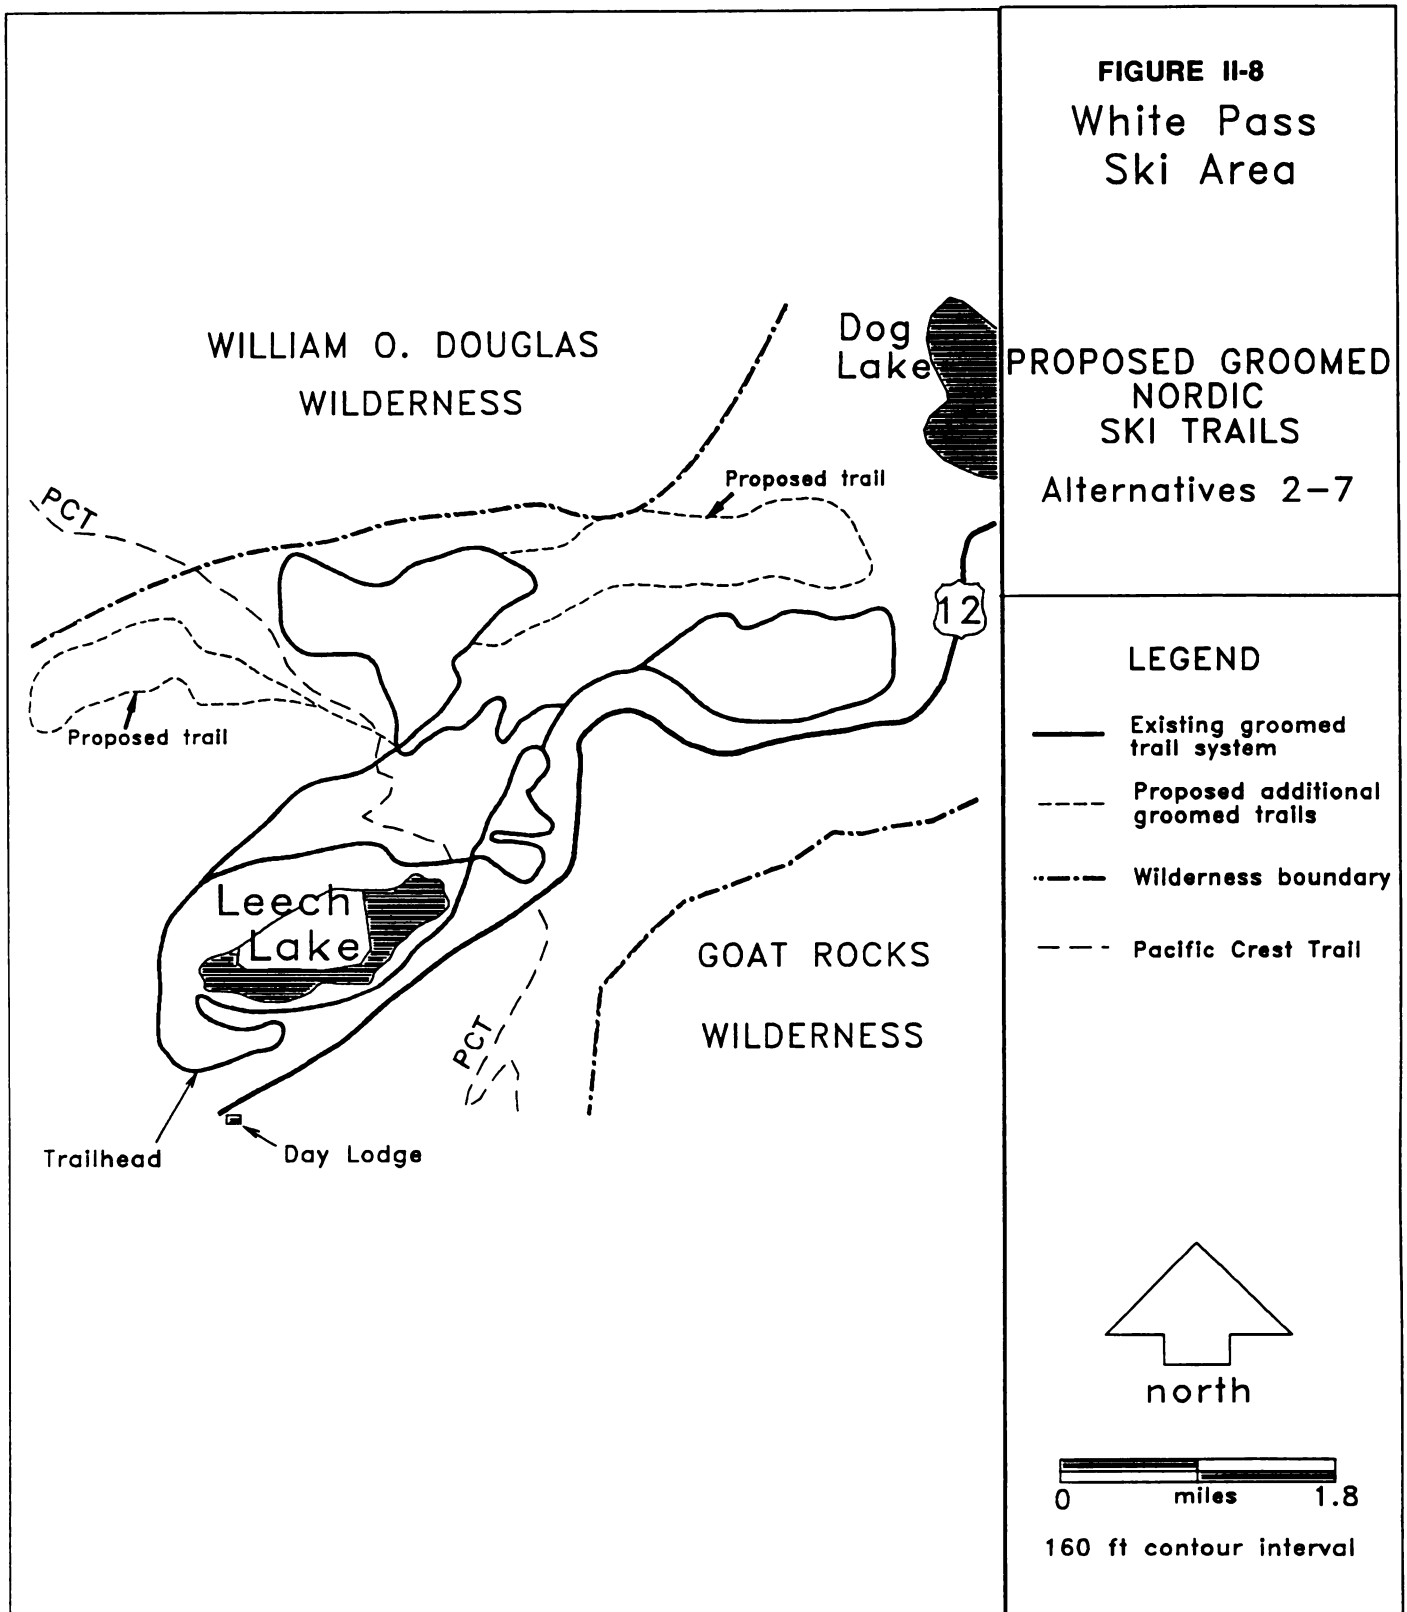 FIGURE II-8
White Pass
Ski Area
PROPOSED GROOMED
NORDIC
SKI TRAILS
Alternatives 2-7
LEGEND
Existing groomed
trail system
Proposed additional
groomed trails
Wilderness boundary
Pacific Crest Trail
north
0 miles 1.8
160 ft contour interval
WILLIAM O. DOUGLAS
WILDERNESS
Dog
Lake
Proposed trail
PCT
12
Proposed trail
Leech
Lake
GOAT ROCKS
WILDERNESS
PCT
Trailhead
Day Lodge